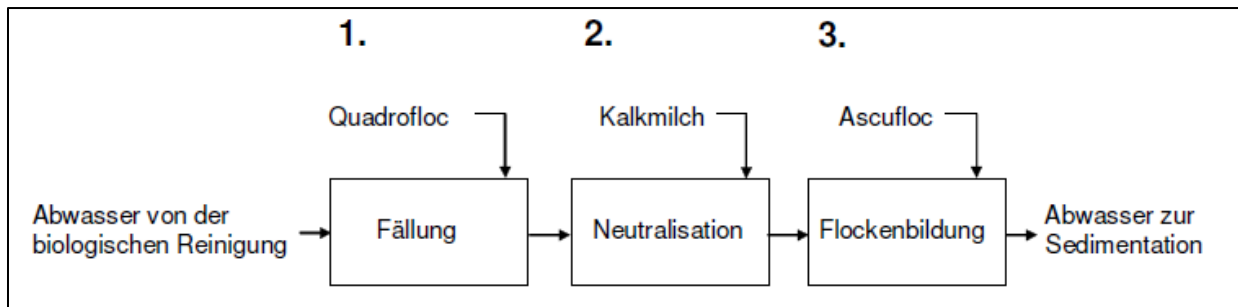 1.
2.
3.
Quadrofloc
Kalkmilch
Ascufloc
Abwasser von der
biologischen Reinigung
Fällung
Neutralisation
Flockenbildung
Abwasser zur
Sedimentation